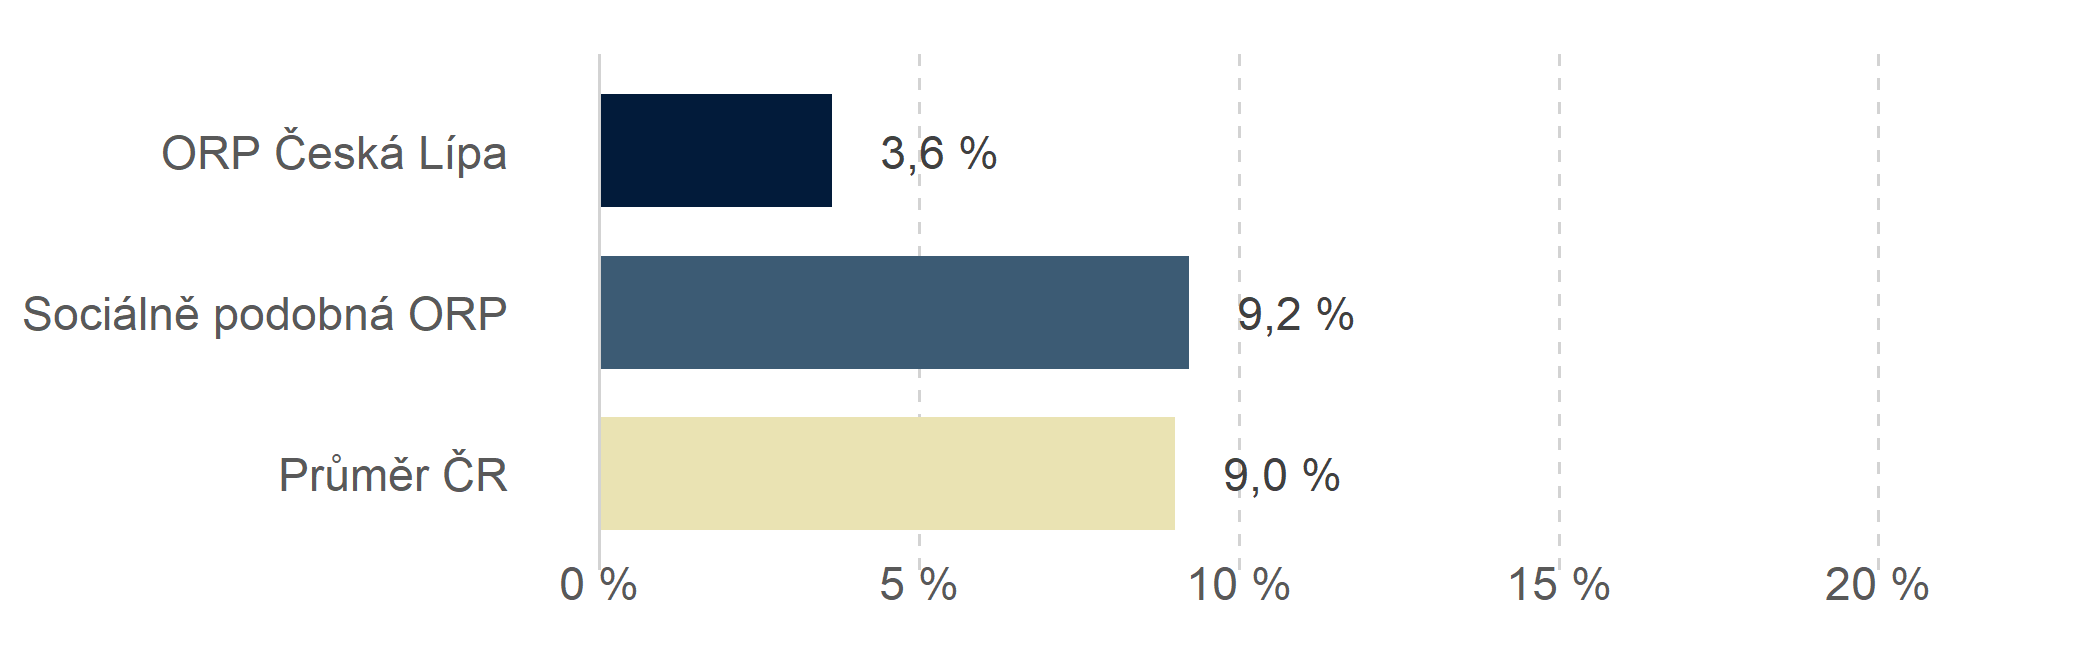 ORP Česká Lípa
3,6 %
Sociálně podobná ORP
9,2 %
Průměr ČR
9,0 %
0 %
5 %
10 %
15 %
20 %